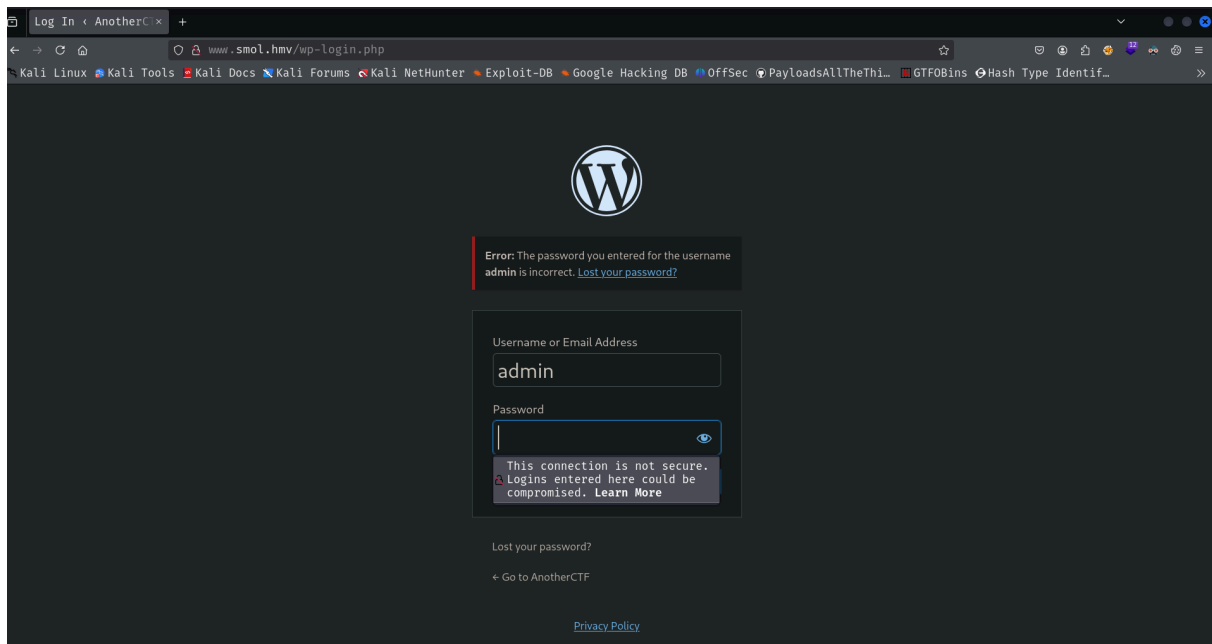 Log In ‹ AnotherC
www.smol.hmv/wp-login.php
12
Kali Linux Kali Tools Kali Docs Kali Forums Kali NetHunter Exploit-DB Google Hacking DB OffSec PayloadsAllTheThi… GTFOBins Hash Type Identif…
Error: The password you entered for the username
admin is incorrect. Lost your password?
Username or Email Address
admin
Password
This connection is not secure.
Logins entered here could be
compromised. Learn More
Lost your password?
← Go to AnotherCTF
Privacy Policy